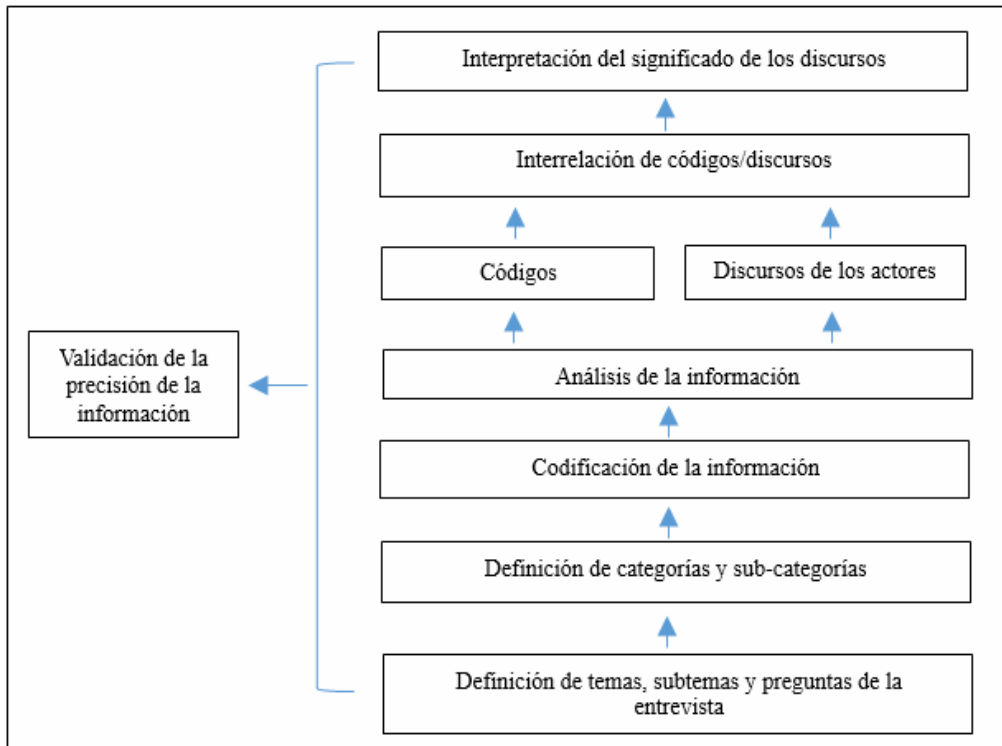 Interpretación del significado de los discursos
Interrelación de códigos/discursos
Códigos
Discursos de los actores
Validación de la
precisión de la
información
Análisis de la información
Codificación de la información
Definición de categorías y sub-categorías
Definición de temas, subtemas y preguntas de la
entrevista